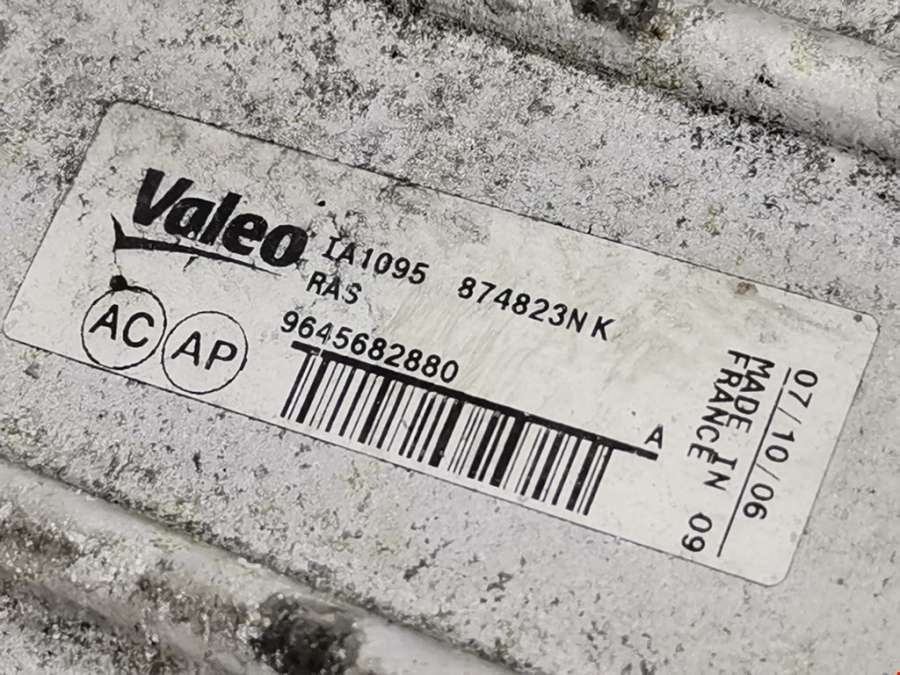 Valeo
IA1095 874823NK
RAS
AC AP
9645682880
A
MADE IN
FRANCE 09
07/10/06